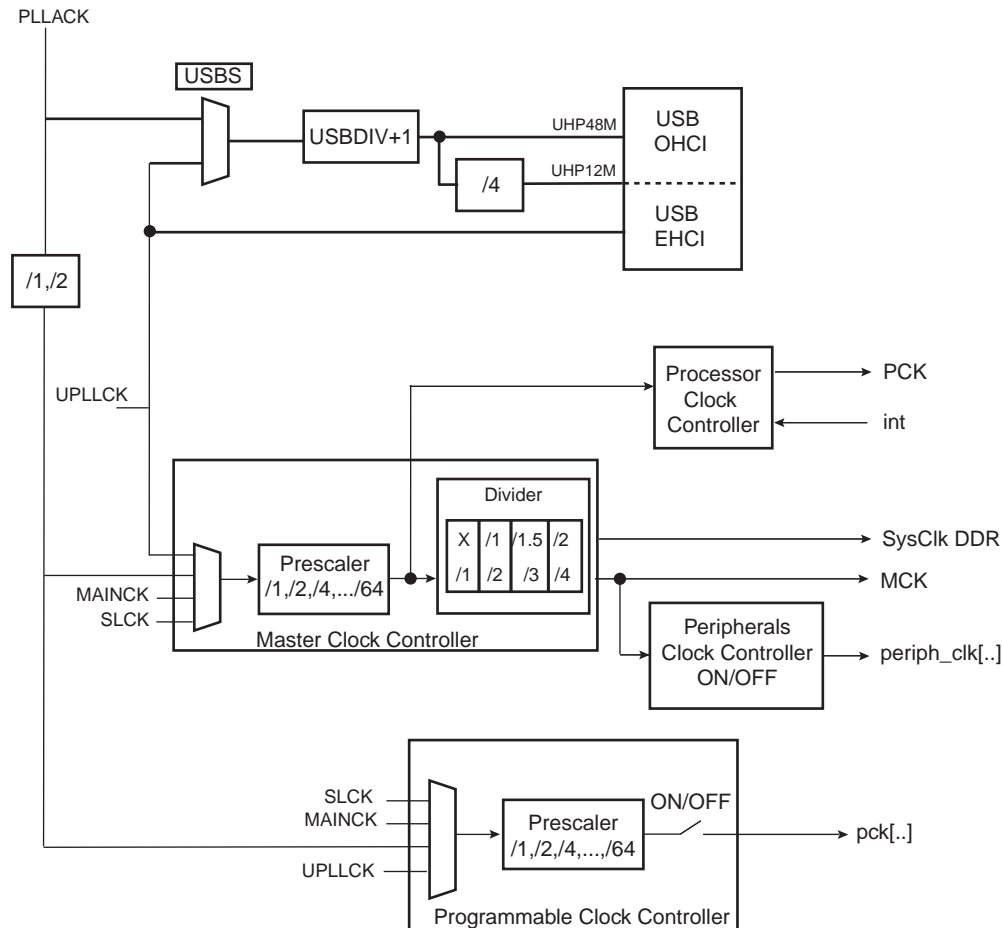 PLLACK
USBS
USBDIV+1
UHP48M
USB
OHCI
/4
UHP12M
USB
EHCI
/1,/2
UPLLCK
Processor
Clock
Controller
PCK
int
Divider
X /1 /1.5 /2
/1 /2 /3 /4
Prescaler
/1,/2,/4,.../64
SysClk DDR
MCK
MAINCK
SLCK
Master Clock Controller
Peripherals
Clock Controller
ON/OFF
periph_clk[..]
SLCK
MAINCK
UPLLCK
Prescaler
/1,/2,/4,...,/64
ON/OFF
pck[..]
Programmable Clock Controller